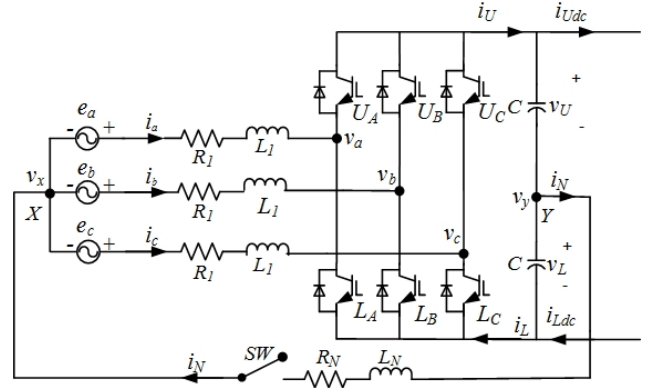 i_U i_Udc
+
U_A U_B U_C C v_U
-
e_a
- + i_a R_1 L_1 v_a
v_x e_b
- + i_b R_1 L_1 v_b v_y i_N
X Y
e_c
- + i_c R_1 L_1 v_c
+
C v_L
-
L_A L_B L_C
i_L i_Ldc
i_N SW R_N L_N